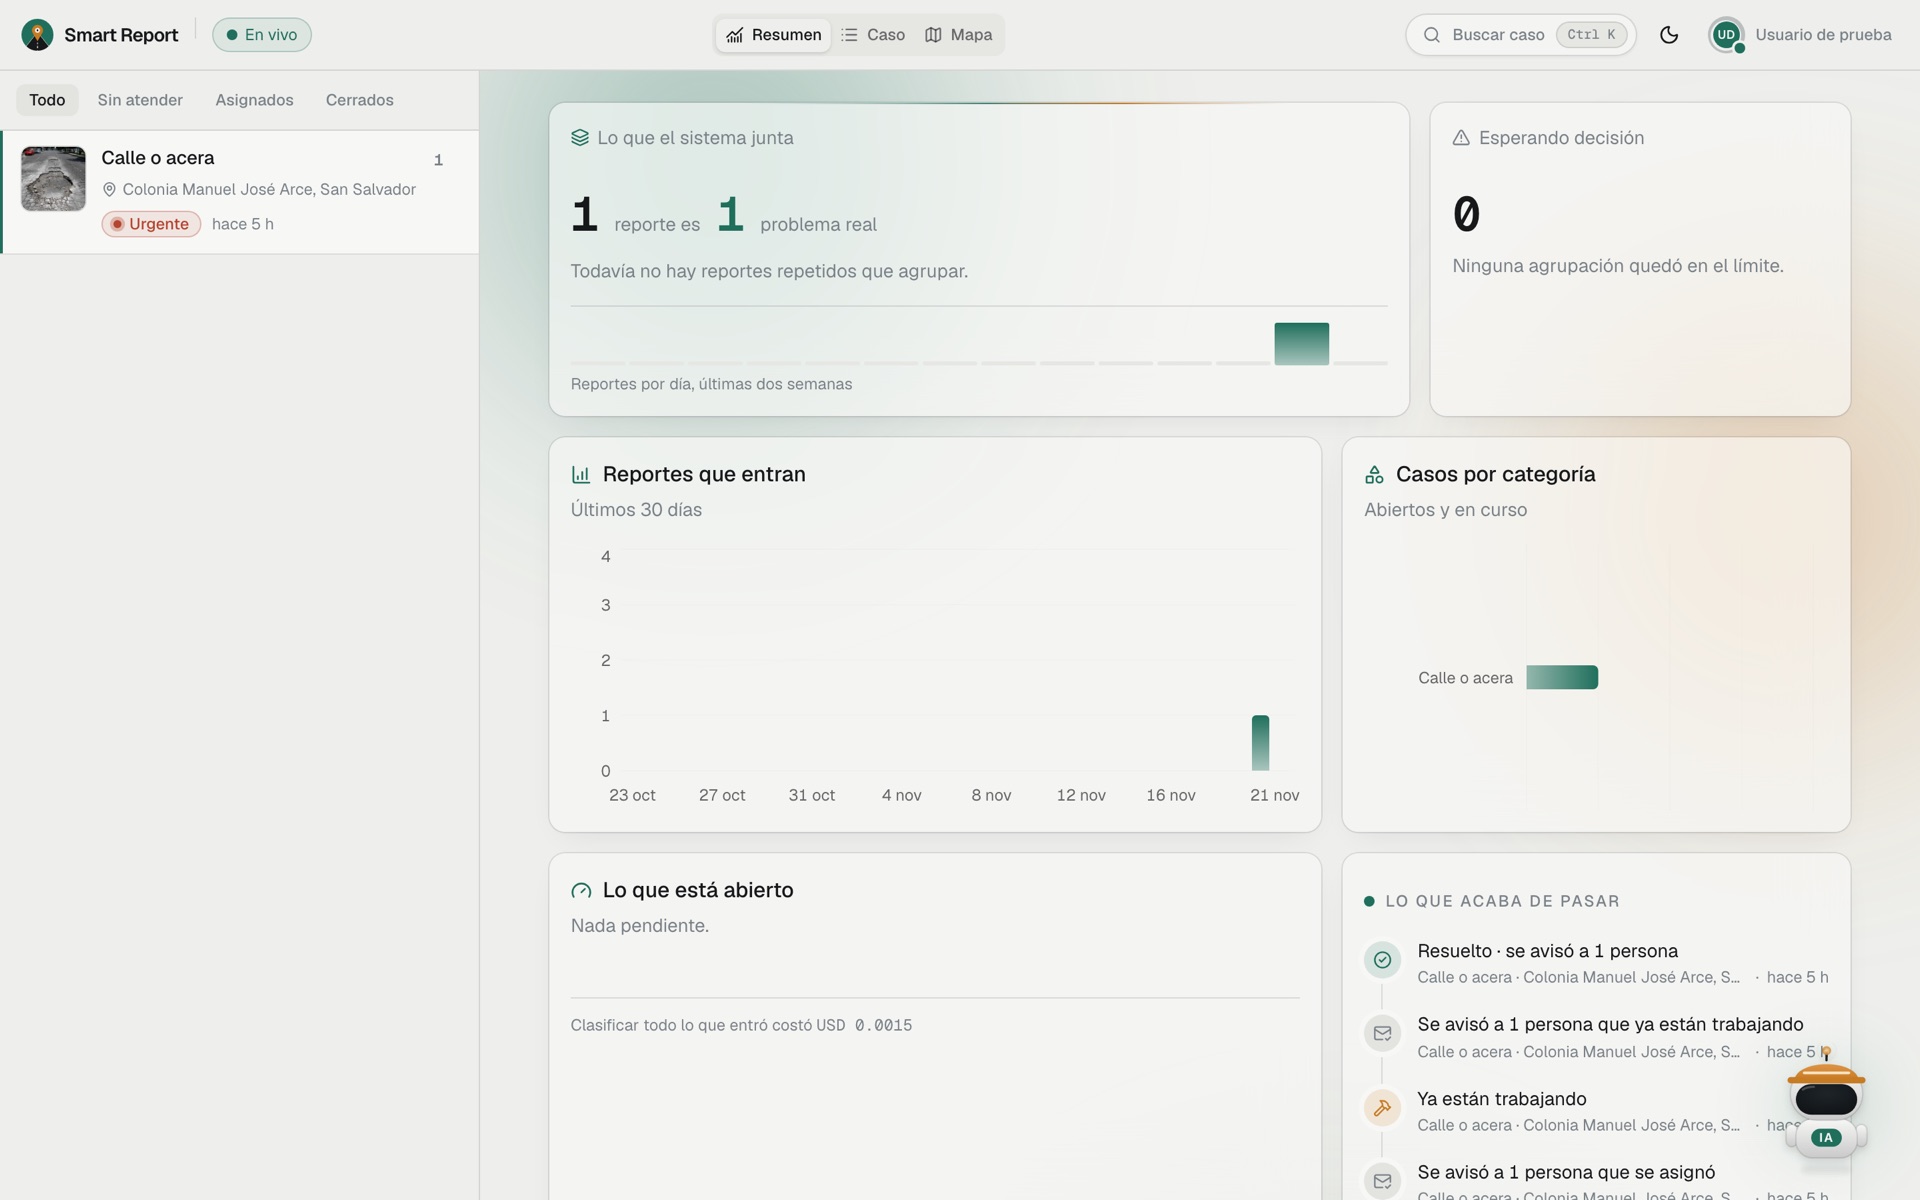 Smart Report
En vivo
Resumen
Caso
Mapa
Buscar caso
Ctrl K
UD
Usuario de prueba
Todo
Sin atender
Asignados
Cerrados
Calle o acera
1
Colonia Manuel José Arce, San Salvador
Urgente
hace 5 h
Lo que el sistema junta
1 reporte es 1 problema real
Todavía no hay reportes repetidos que agrupar.
Reportes por día, últimas dos semanas
Esperando decisión
0
Ninguna agrupación quedó en el límite.
Reportes que entran
Últimos 30 días
4
3
2
1
0
23 oct
27 oct
31 oct
4 nov
8 nov
12 nov
16 nov
21 nov
Casos por categoría
Abiertos y en curso
Calle o acera
Lo que está abierto
Nada pendiente.
Clasificar todo lo que entró costó USD 0.0015
LO QUE ACABA DE PASAR
Resuelto · se avisó a 1 persona
Calle o acera · Colonia Manuel José Arce, S... · hace 5 h
Se avisó a 1 persona que ya están trabajando
Calle o acera · Colonia Manuel José Arce, S... · hace 5
Ya están trabajando
Calle o acera · Colonia Manuel José Arce, S... ·
IA
Se avisó a 1 persona que se asignó
Calle o acera · Colonia Manuel José Arce, S... · hace 5 h